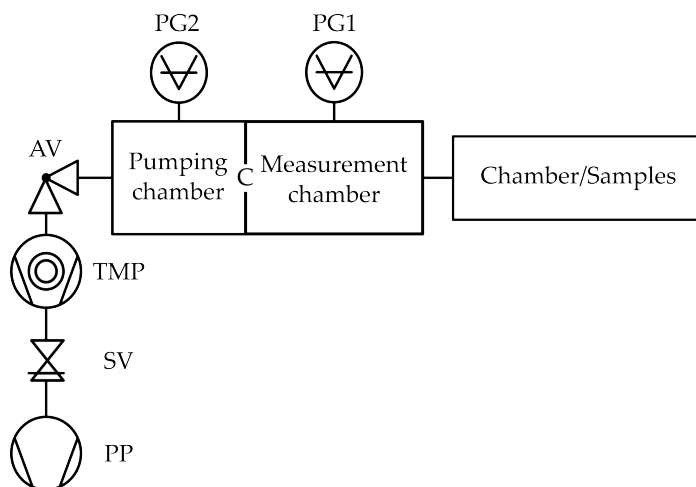 PG2
PG1
AV
Pumping
chamber
C
Measurement
chamber
Chamber/Samples
TMP
SV
PP